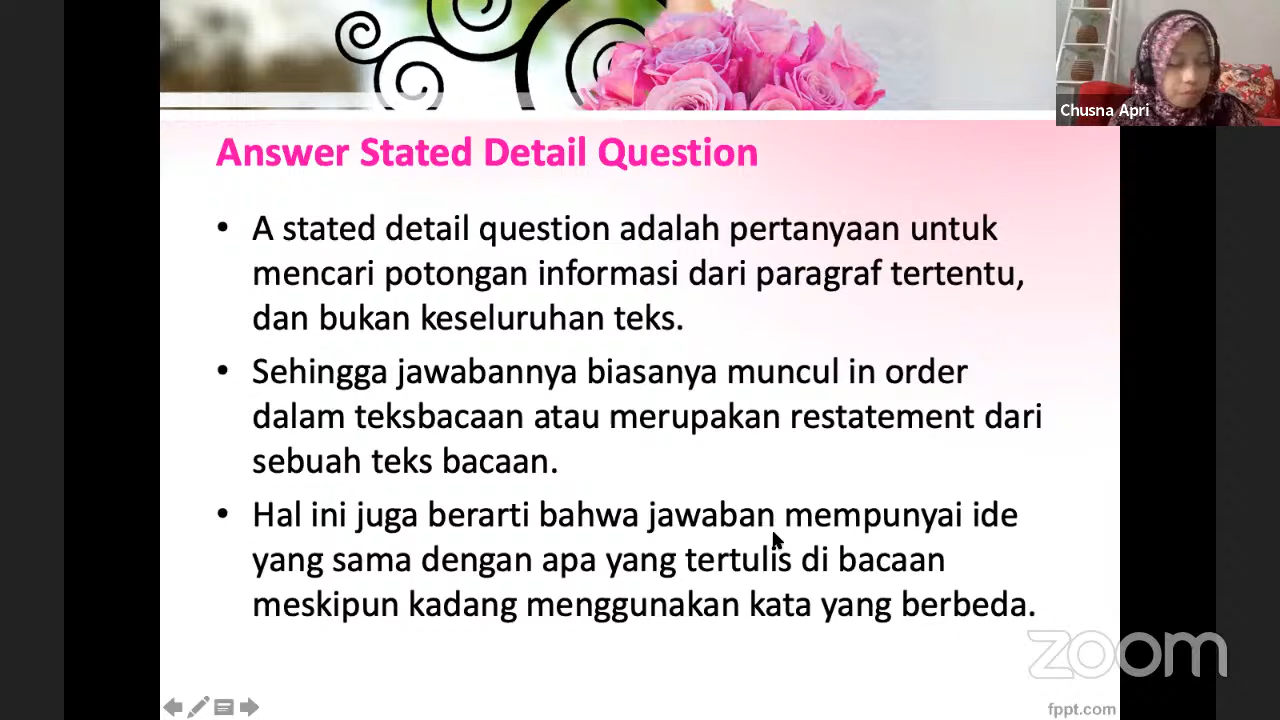 Chusna Apri
Answer Stated Detail Question
• A stated detail question adalah pertanyaan untuk
mencari potongan informasi dari paragraf tertentu,
dan bukan keseluruhan teks.
• Sehingga jawabannya biasanya muncul in order
dalam teksbacaan atau merupakan restatement dari
sebuah teks bacaan.
• Hal ini juga berarti bahwa jawaban mempunyai ide
yang sama dengan apa yang tertulis di bacaan
meskipun kadang menggunakan kata yang berbeda.
zoom
fppt.com